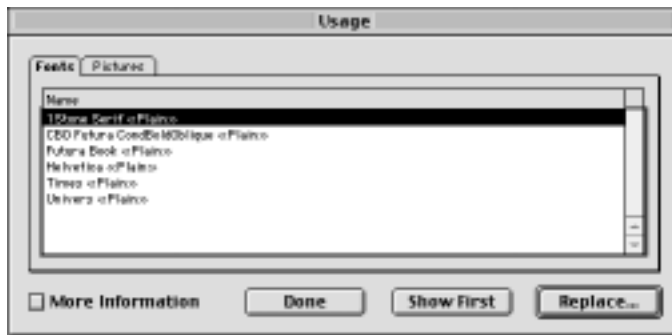 Usage
Fonts Pictures
Name
1Stone Serif «Plain»
CBO Futura CondBoldOblique «Plain»
Futura Book «Plain»
Helvetica «Plain»
Times «Plain»
Univers «Plain»
More Information Done Show First Replace...